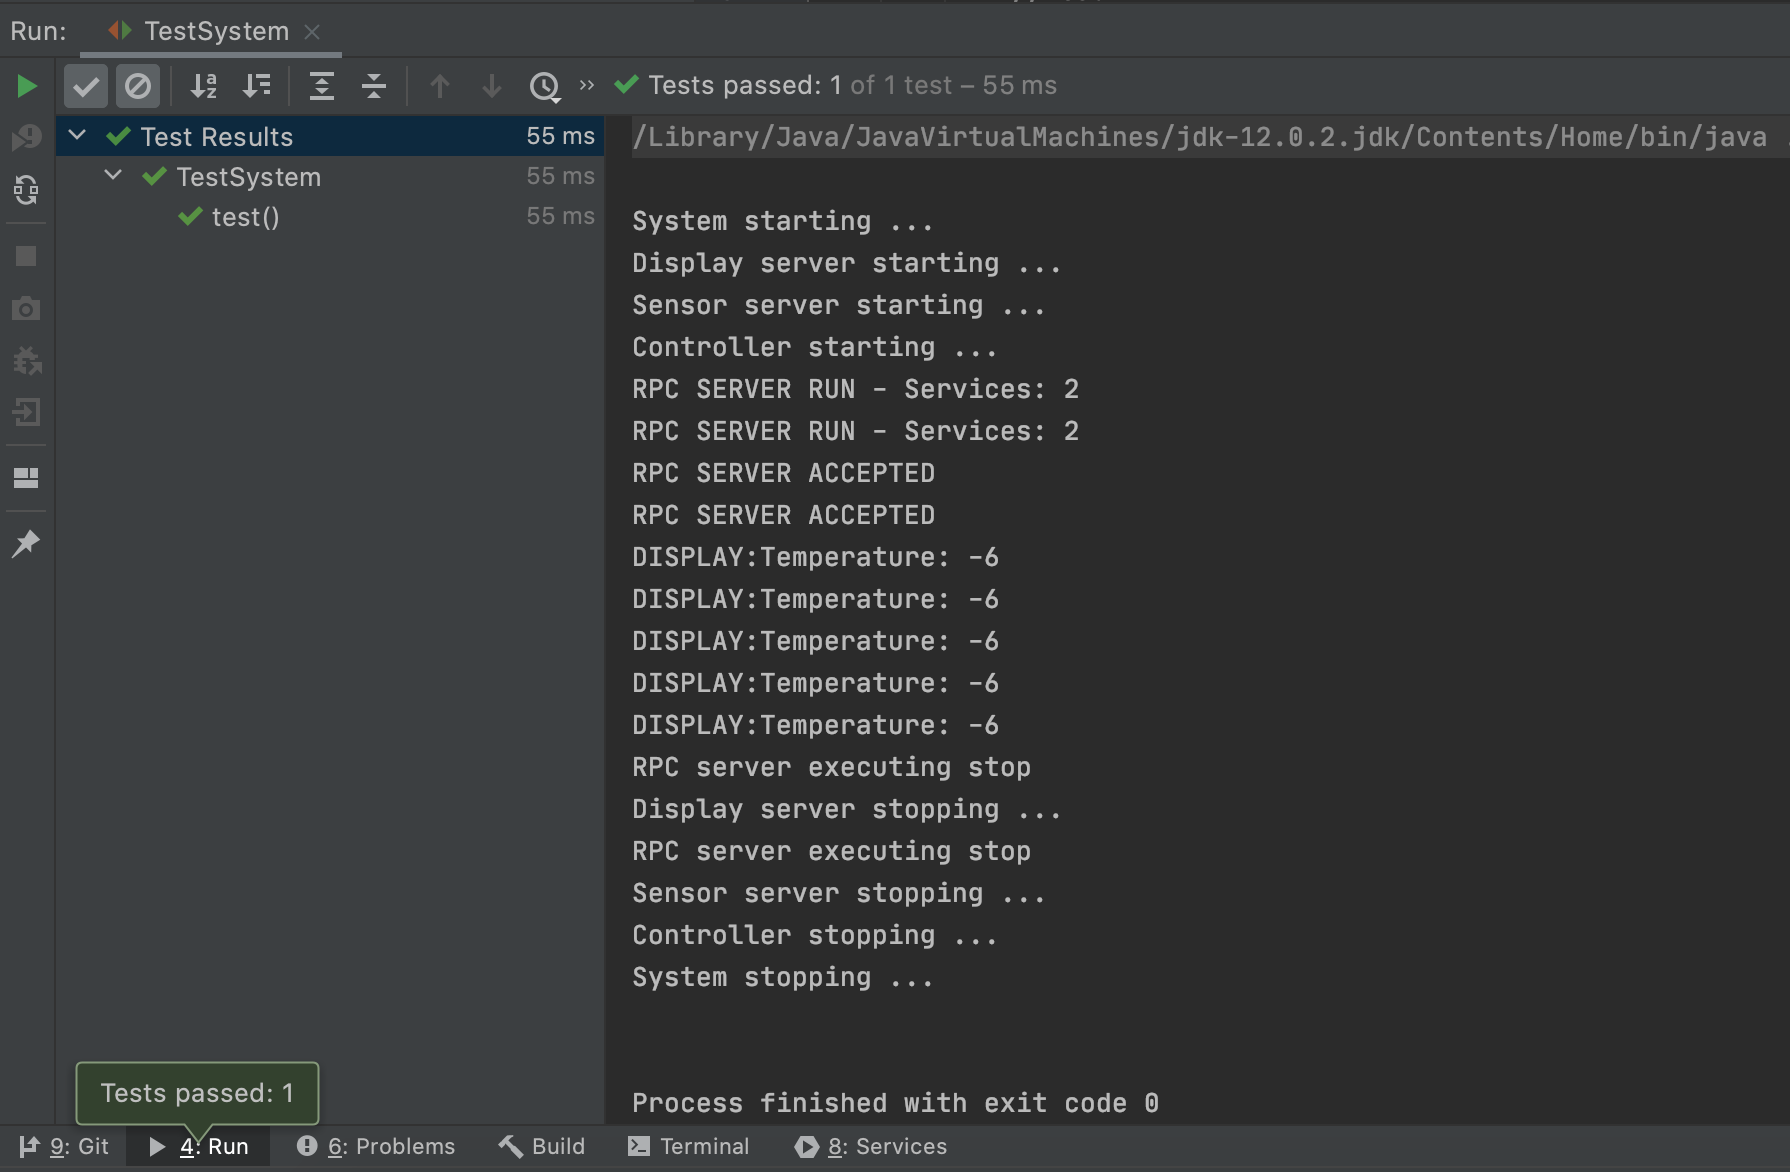 Run: TestSystem
Tests passed: 1 of 1 test – 55 ms
Test Results 55 ms
TestSystem 55 ms
test() 55 ms
/Library/Java/JavaVirtualMachines/jdk-12.0.2.jdk/Contents/Home/bin/java
System starting ...
Display server starting ...
Sensor server starting ...
Controller starting ...
RPC SERVER RUN - Services: 2
RPC SERVER RUN - Services: 2
RPC SERVER ACCEPTED
RPC SERVER ACCEPTED
DISPLAY:Temperature: -6
DISPLAY:Temperature: -6
DISPLAY:Temperature: -6
DISPLAY:Temperature: -6
DISPLAY:Temperature: -6
RPC server executing stop
Display server stopping ...
RPC server executing stop
Sensor server stopping ...
Controller stopping ...
System stopping ...
Process finished with exit code 0
Tests passed: 1
9: Git 4: Run 6: Problems Build Terminal 8: Services